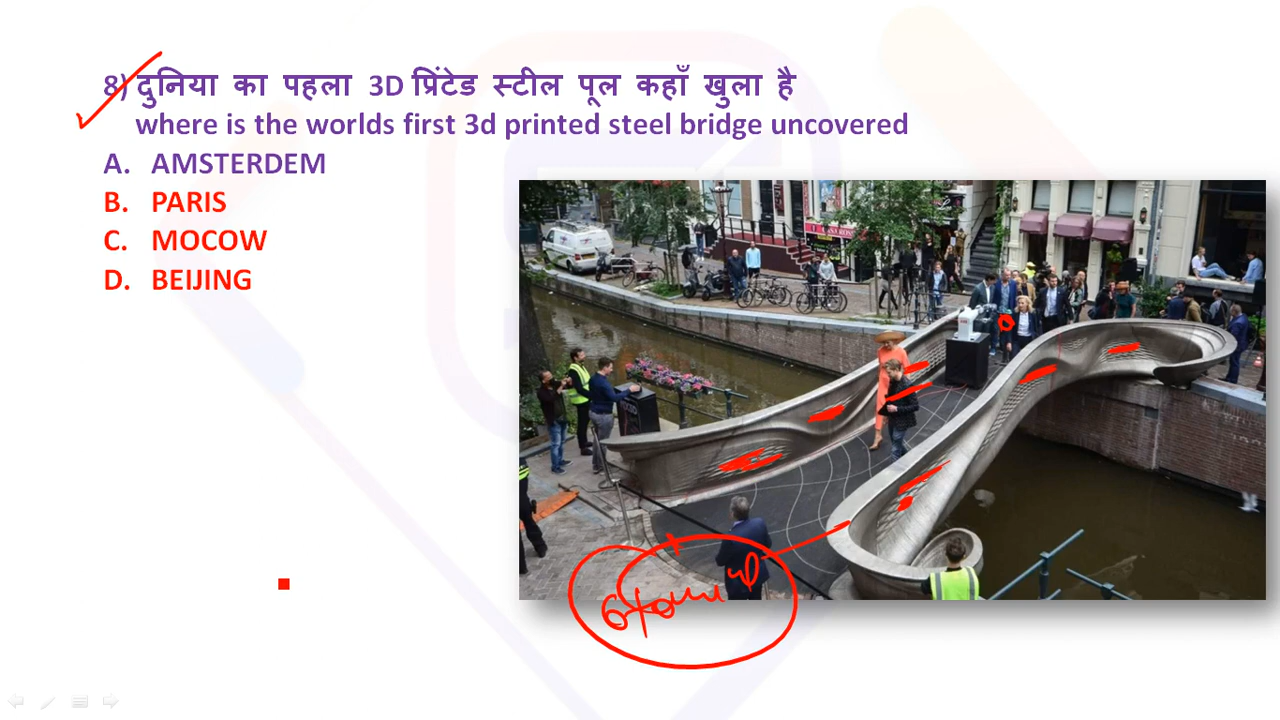 8) दुनिया का पहला 3D प्रिंटेड स्टील पूल कहाँ खुला है
where is the worlds first 3d printed steel bridge uncovered
A. AMSTERDEM
B. PARIS
C. MOCOW
D. BEIJING